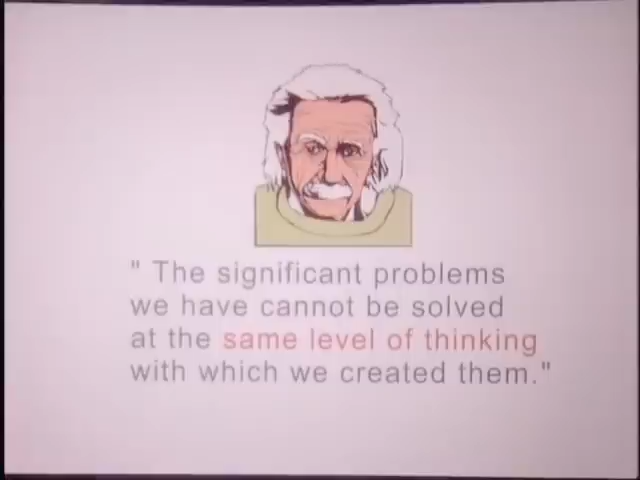 " The significant problems
we have cannot be solved
at the same level of thinking
with which we created them."